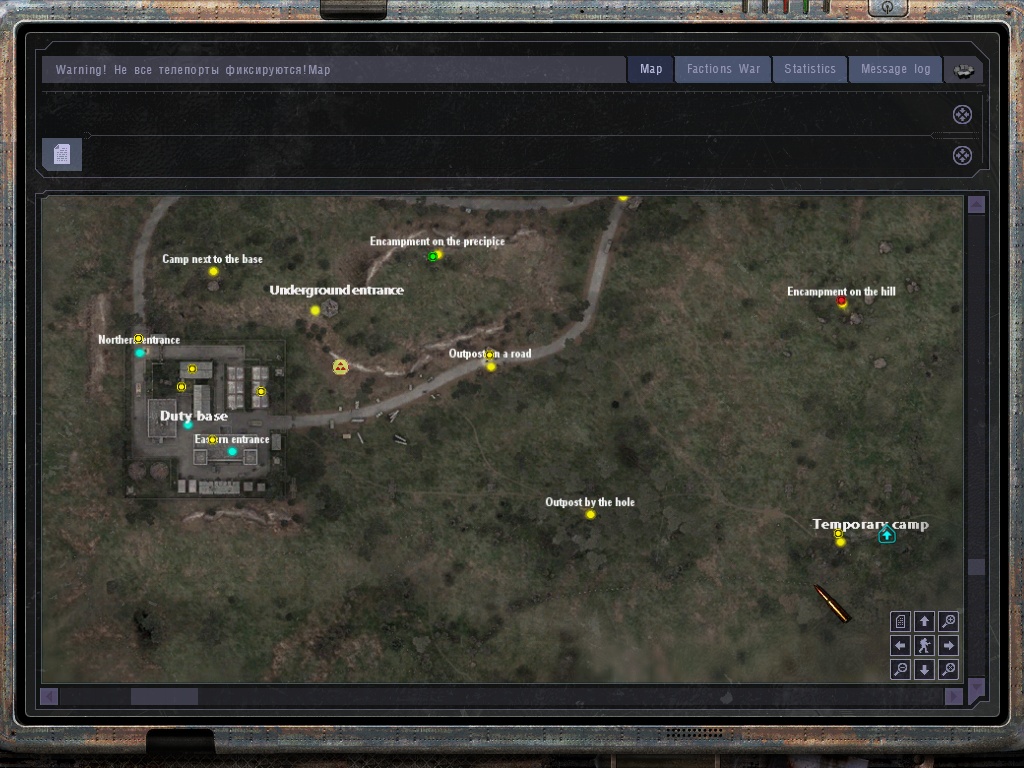 Warning! Не все телепорты фиксируются!Map
Map
Factions War
Statistics
Message log
Encampment on the precipice
Camp next to the base
Underground entrance
Encampment on the hill
Northern entrance
Outpost on a road
Duty base
Eastern entrance
Outpost by the hole
Temporary camp